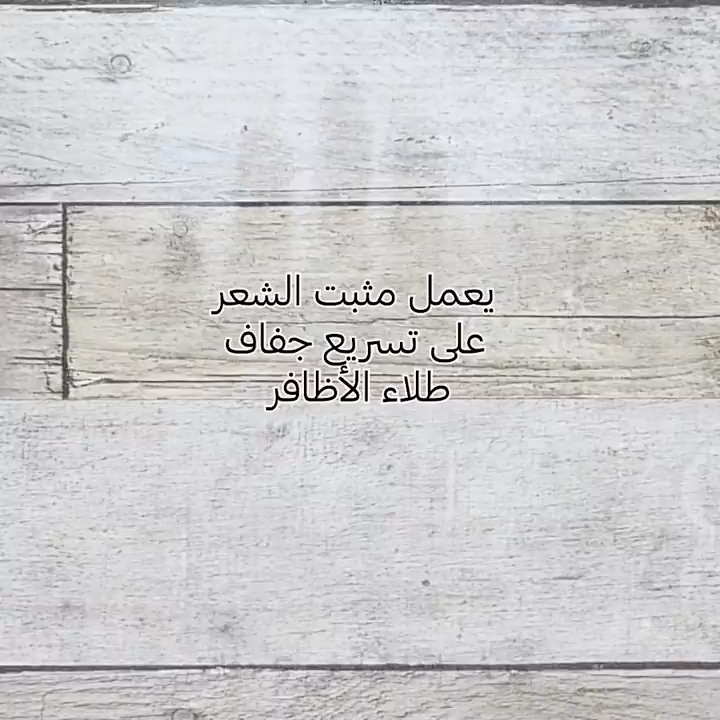 يعمل مثبت الشعر
على تسريع جفاف
طلاء الأظافر